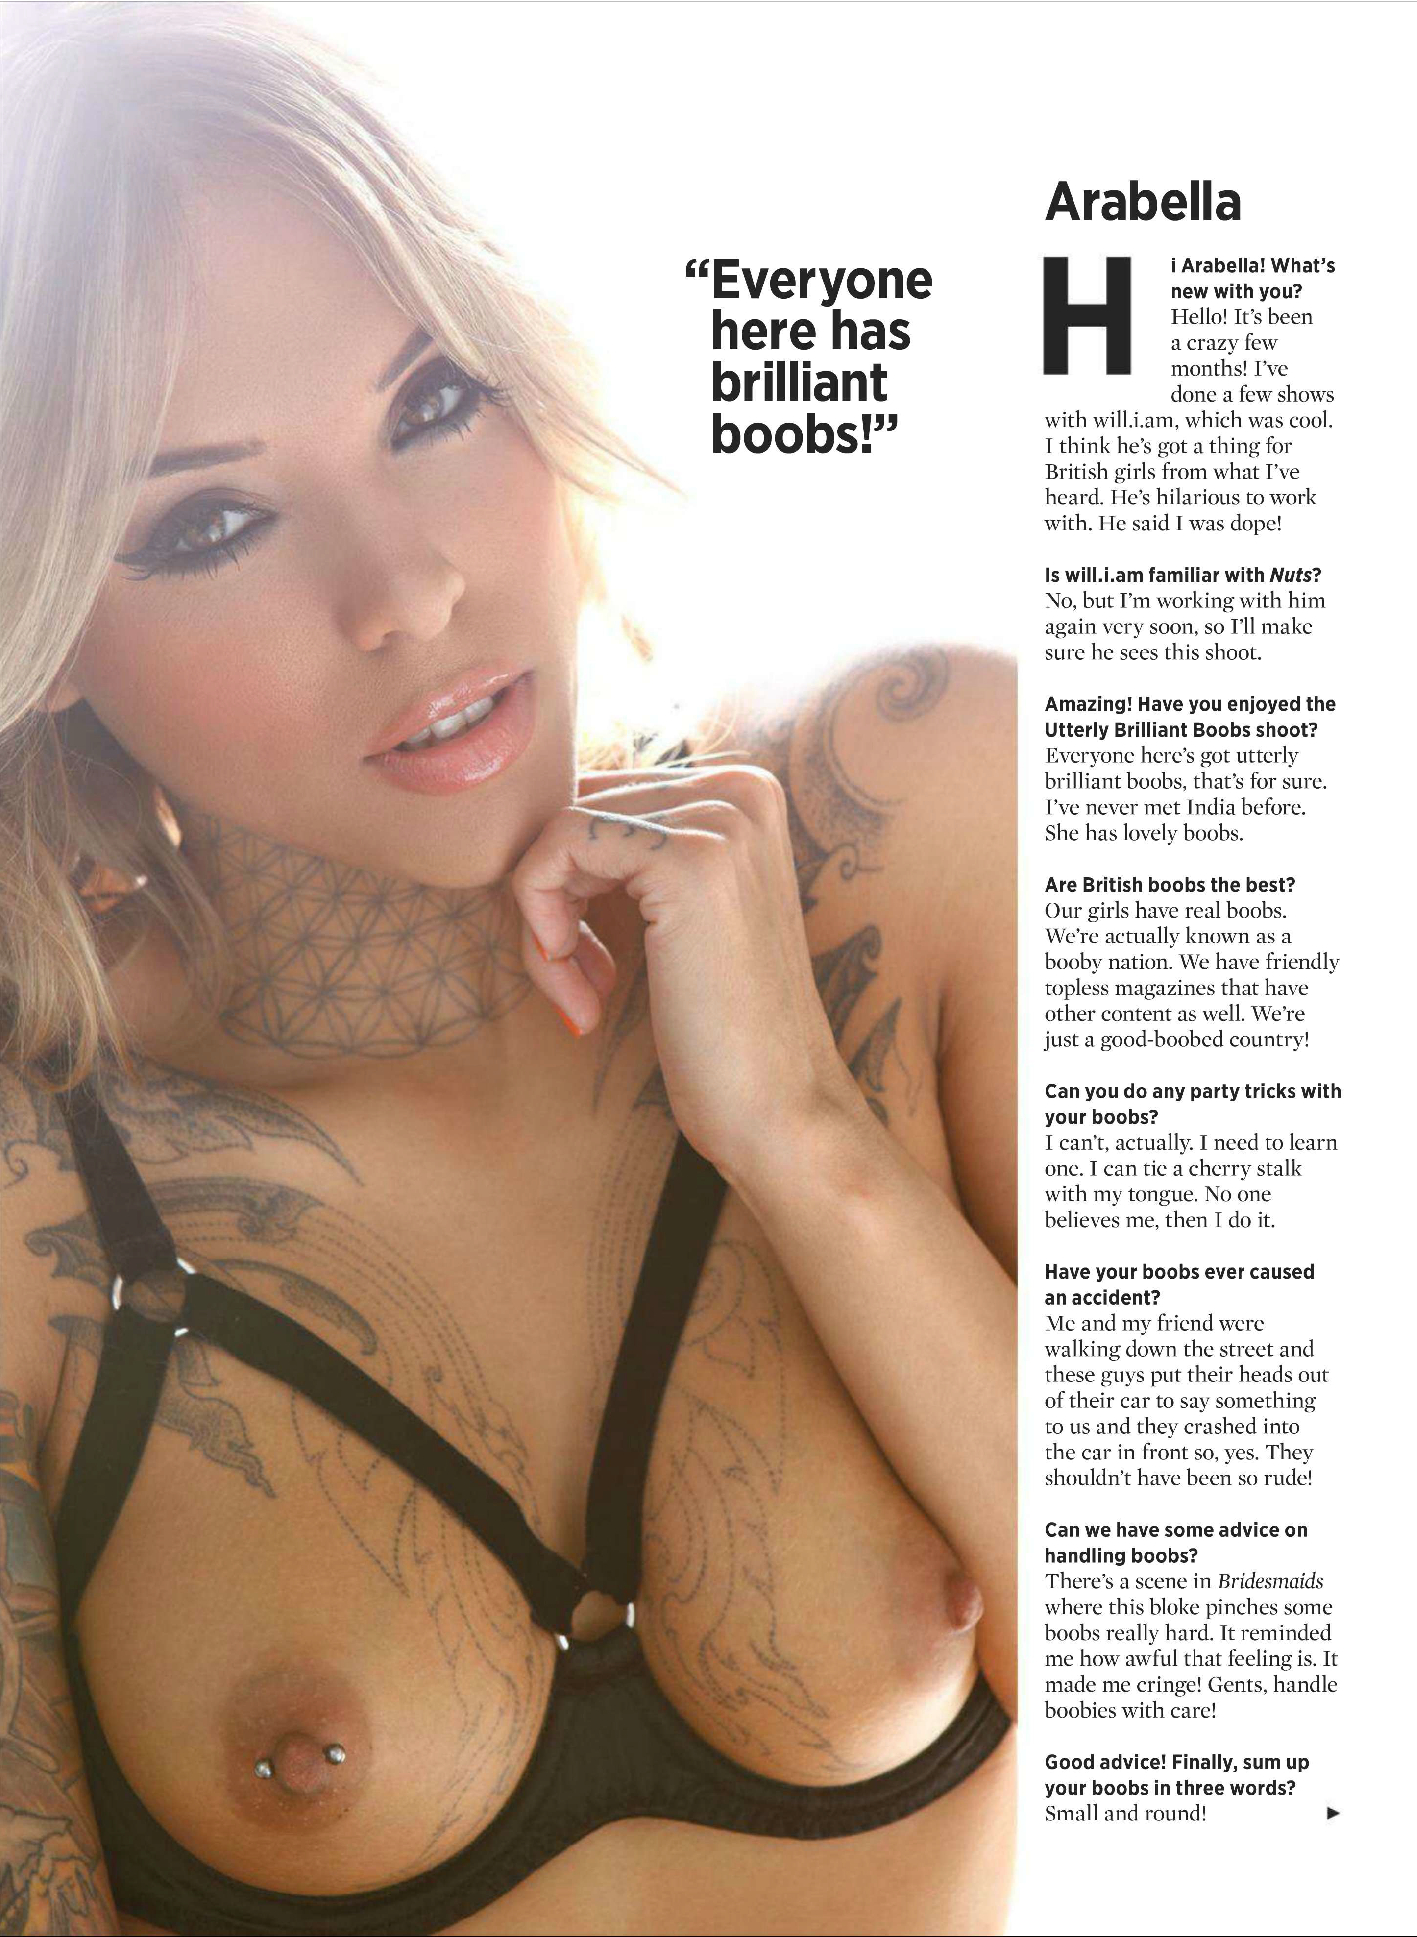 “Everyone
here has
brilliant
boobs!”
Arabella
Hi Arabella! What’s
new with you?
Hello! It’s been
a crazy few
months! I’ve
done a few shows
with will.i.am, which was cool.
I think he’s got a thing for
British girls from what I’ve
heard. He’s hilarious to work
with. He said I was dope!
Is will.i.am familiar with Nuts?
No, but I’m working with him
again very soon, so I’ll make
sure he sees this shoot.
Amazing! Have you enjoyed the
Utterly Brilliant Boobs shoot?
Everyone here’s got utterly
brilliant boobs, that’s for sure.
I’ve never met India before.
She has lovely boobs.
Are British boobs the best?
Our girls have real boobs.
We’re actually known as a
booby nation. We have friendly
topless magazines that have
other content as well. We’re
just a good-boobed country!
Can you do any party tricks with
your boobs?
I can’t, actually. I need to learn
one. I can tie a cherry stalk
with my tongue. No one
believes me, then I do it.
Have your boobs ever caused
an accident?
Me and my friend were
walking down the street and
these guys put their heads out
of their car to say something
to us and they crashed into
the car in front so, yes. They
shouldn’t have been so rude!
Can we have some advice on
handling boobs?
There’s a scene in Bridesmaids
where this bloke pinches some
boobs really hard. It reminded
me how awful that feeling is. It
made me cringe! Gents, handle
boobies with care!
Good advice! Finally, sum up
your boobs in three words?
Small and round!